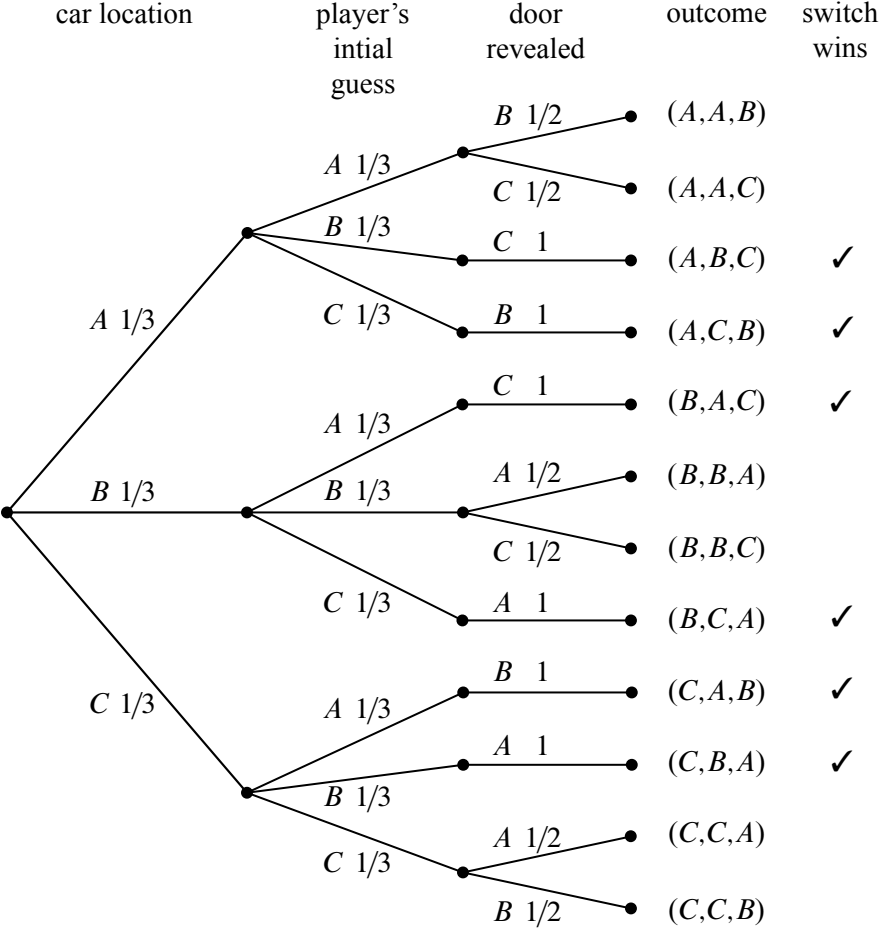 car location player's door outcome switch
intial revealed wins
guess
B 1/2 (A,A,B)
A 1/3
C 1/2 (A,A,C)
B 1/3 C 1 (A,B,C) ✓
A 1/3 C 1/3 B 1 (A,C,B) ✓
C 1 (B,A,C) ✓
A 1/3
A 1/2 (B,B,A)
B 1/3 B 1/3
C 1/2 (B,B,C)
C 1/3 A 1 (B,C,A) ✓
B 1 (C,A,B) ✓
C 1/3 A 1/3
A 1 (C,B,A) ✓
B 1/3
A 1/2 (C,C,A)
C 1/3
B 1/2 (C,C,B)